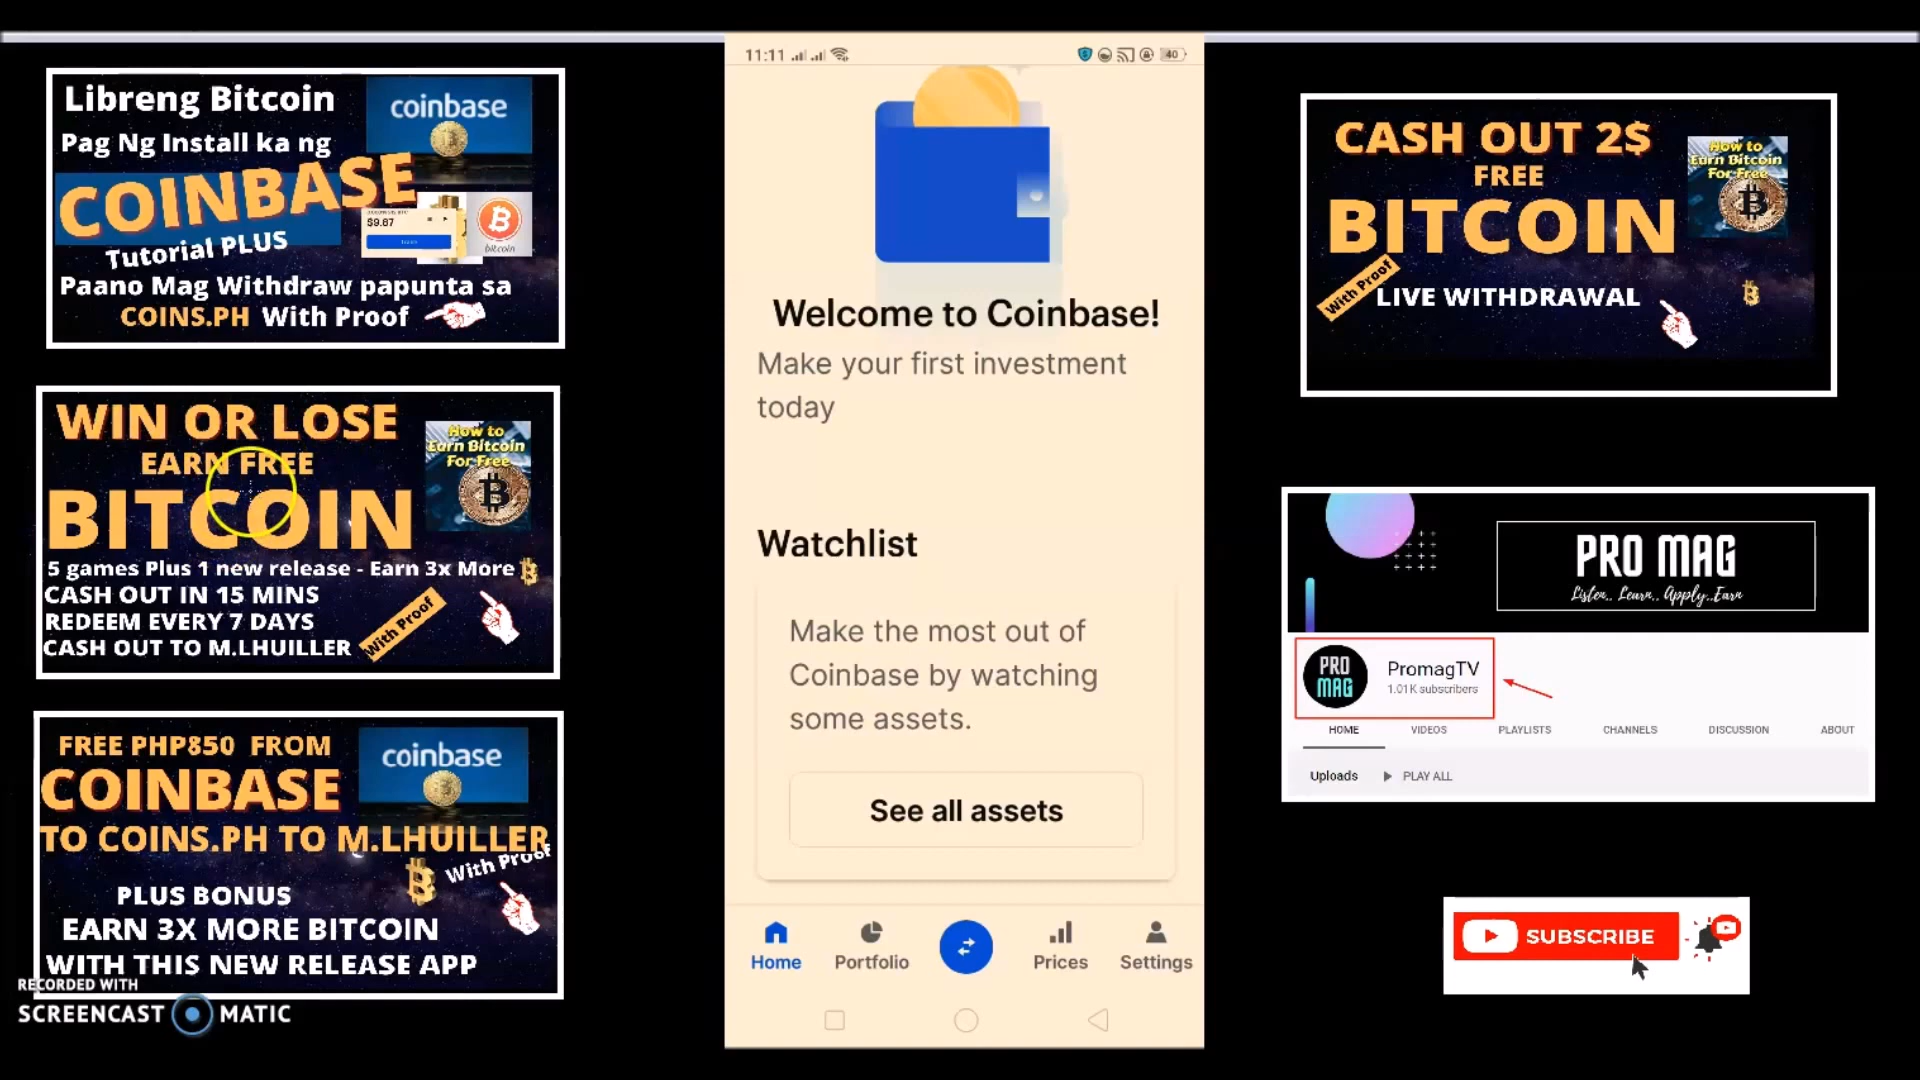 Libreng Bitcoin
Pag Ng Install ka ng
COINBASE
Tutorial PLUS
Paano Mag Withdraw papunta sa
COINS.PH With Proof
coinbase
$9.87
bitcoin
WIN OR LOSE
EARN FREE
BITCOIN
5 games Plus 1 new release - Earn 3x More
CASH OUT IN 15 MINS
REDEEM EVERY 7 DAYS
CASH OUT TO M.LHUILLER
With Proof
How to
Earn Bitcoin
For Free
FREE PHP850 FROM
COINBASE
TO COINS.PH TO M.LHUILLER
With Proof
PLUS BONUS
EARN 3X MORE BITCOIN
WITH THIS NEW RELEASE APP
coinbase
RECORDED WITH
SCREENCAST MATIC
11:11
40
Welcome to Coinbase!
Make your first investment
today
Watchlist
Make the most out of
Coinbase by watching
some assets.
See all assets
Home Portfolio Prices Settings
CASH OUT 2$
FREE
BITCOIN
With Proof
LIVE WITHDRAWAL
How to
Earn Bitcoin
For Free
PRO MAG
Listen.. Learn.. Apply..Earn
PRO
MAG
PromagTV
1.01K subscribers
HOME VIDEOS PLAYLISTS CHANNELS DISCUSSION ABOUT
Uploads PLAY ALL
SUBSCRIBE